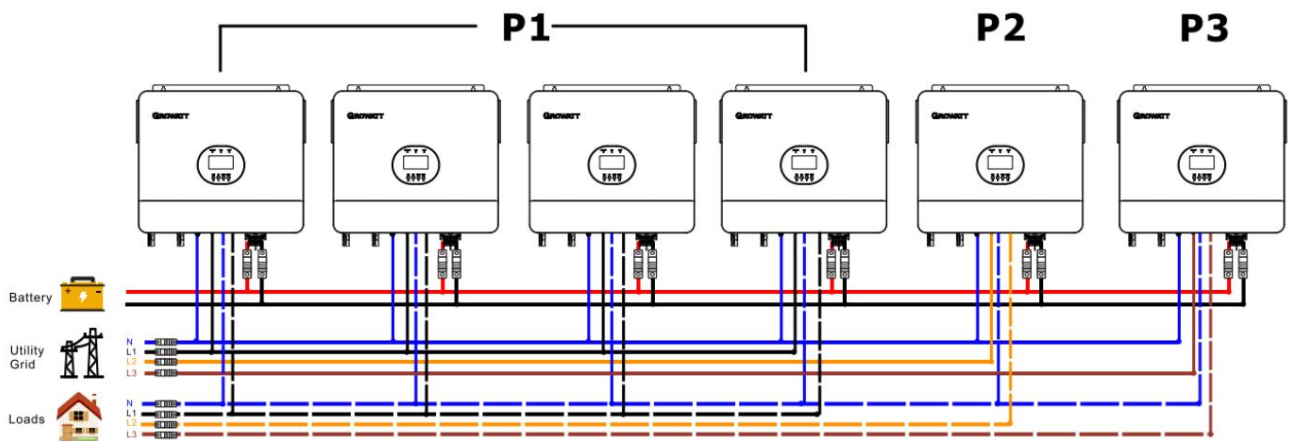 P1 P2 P3
GROWATT GROWATT GROWATT GROWATT GROWATT GROWATT
Battery
+ -
Utility
Grid
N
L1
L2
L3
Loads
N
L1
L2
L3